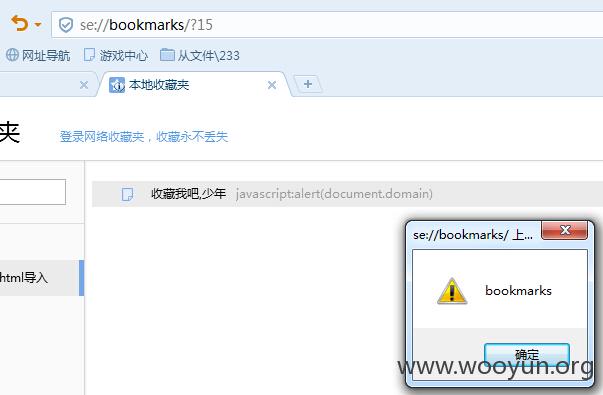 se://bookmarks/?15
网址导航 游戏中心 从文件\233
本地收藏夹
夹 登录网络收藏夹，收藏永不丢失
收藏我吧,少年 javascript:alert(document.domain)
html导入
se://bookmarks/ 上...
bookmarks
确定
www.wooyun.org